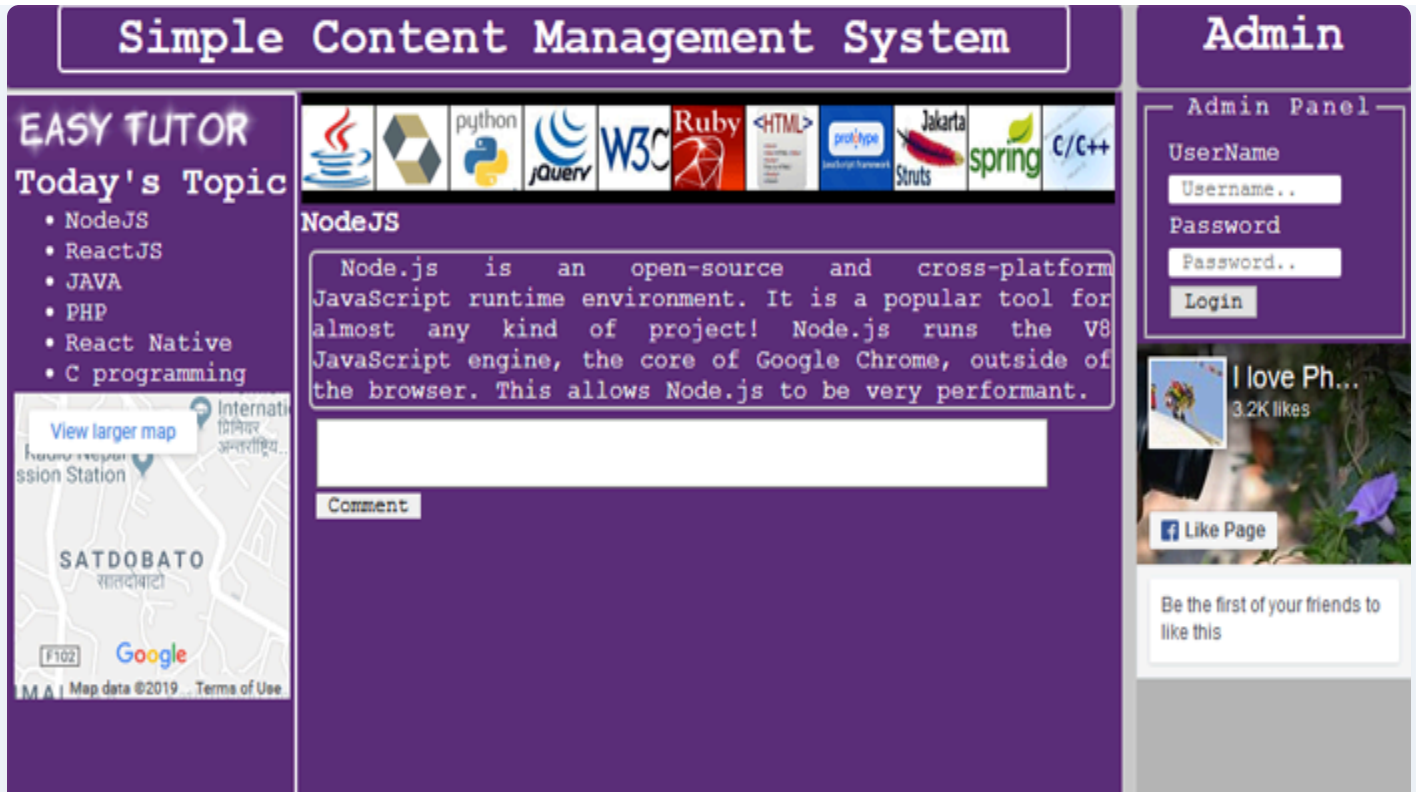 Simple Content Management System
Admin
EASY TUTOR
Today's Topic
• NodeJS
• ReactJS
• JAVA
• PHP
• React Native
• C programming
View larger map
Internati
अन्तर्राष्ट्रिय...
Radio Nepal
ssion Station
SATDOBATO
सातदोबाटो
F102
Google
Map data ©2019
Terms of Use
python
jQuery
W3C
Ruby
<HTML>
prototype
JavaScript framework
Jakarta
Struts
spring
C/C++
NodeJS
Node.js is an open-source and cross-platform
JavaScript runtime environment. It is a popular tool for
almost any kind of project! Node.js runs the V8
JavaScript engine, the core of Google Chrome, outside of
the browser. This allows Node.js to be very performant.
Comment
Admin Panel
UserName
Username..
Password
Password..
Login
I love Ph...
3.2K likes
Like Page
Be the first of your friends to
like this